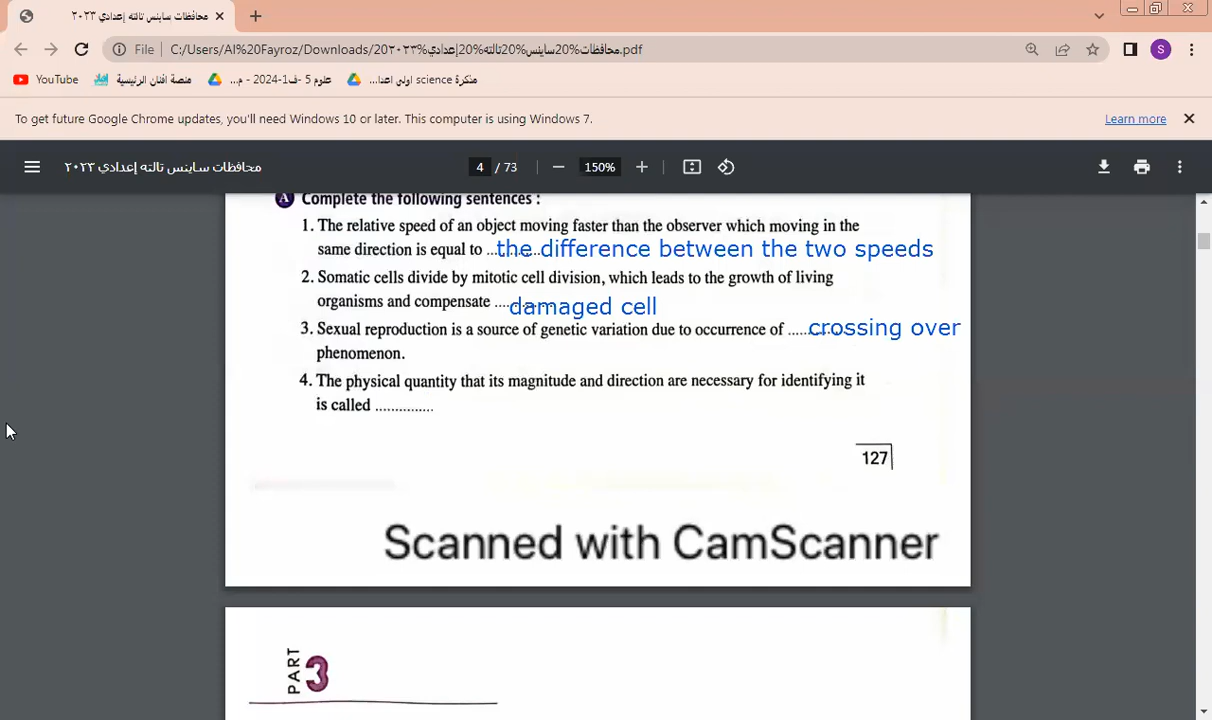 محافظات ساينس تالته إعدادي ٢٠٢٣
File C:/Users/Al%20Fayroz/Downloads/20٢٠٢٣%محافظات%20ساينس%20تالته%20إعدادي.pdf
S
YouTube
منصة أفنان الرئيسية
علوم 5 -ف1-2024 - م...
مذكرة science اولي اعدا...
To get future Google Chrome updates, you'll need Windows 10 or later. This computer is using Windows 7.
Learn more
محافظات ساينس تالته إعدادي ٢٠٢٣
4 / 73
150%
A Complete the following sentences :
1. The relative speed of an object moving faster than the observer which moving in the
same direction is equal to .............. the difference between the two speeds
2. Somatic cells divide by mitotic cell division, which leads to the growth of living
organisms and compensate .............. damaged cell
3. Sexual reproduction is a source of genetic variation due to occurrence of .............. crossing over
phenomenon.
4. The physical quantity that its magnitude and direction are necessary for identifying it
is called ..............
127
Scanned with CamScanner
PART
3